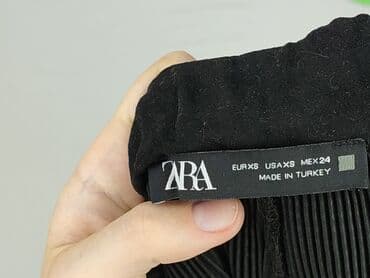 ZARA
EUR XS USA XS MEX 24
MADE IN TURKEY